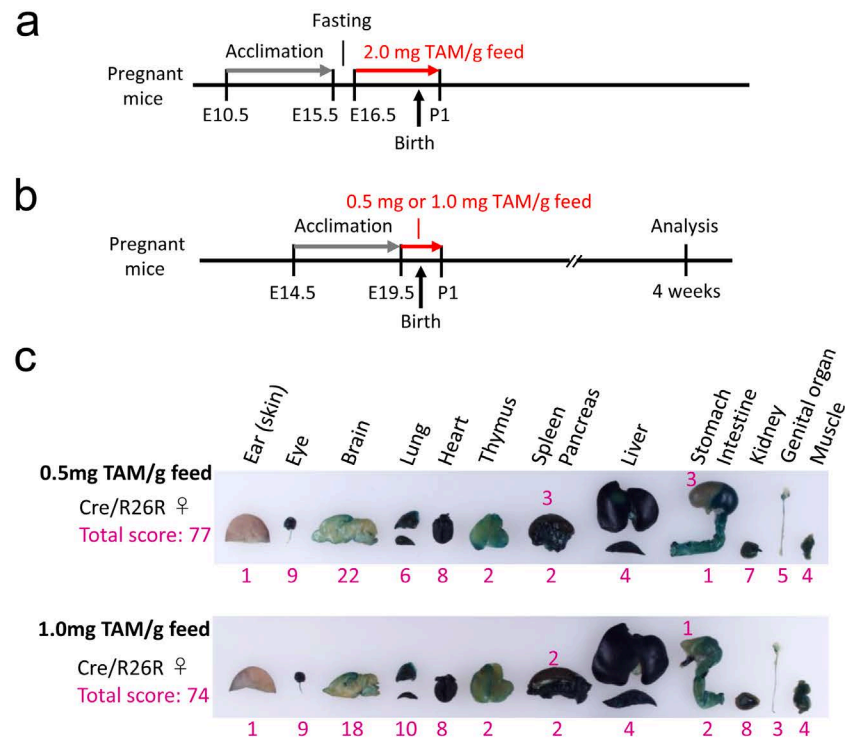 a
Fasting
Acclimation
2.0 mg TAM/g feed
Pregnant
mice
E10.5
E15.5
E16.5
P1
Birth
b
0.5 mg or 1.0 mg TAM/g feed
Acclimation
Analysis
Pregnant
mice
E14.5
E19.5
P1
4 weeks
Birth
c
Ear (skin)
Eye
Brain
Lung
Heart
Thymus
Spleen
Pancreas
Liver
Stomach
Intestine
Kidney
Genital organ
Muscle
0.5mg TAM/g feed
Cre/R26R ♀
Total score: 77
3
3
1 9 22 6 8 2 2 4 1 7 5 4
1.0mg TAM/g feed
Cre/R26R ♀
Total score: 74
2
1
1 9 18 10 8 2 2 4 2 8 3 4